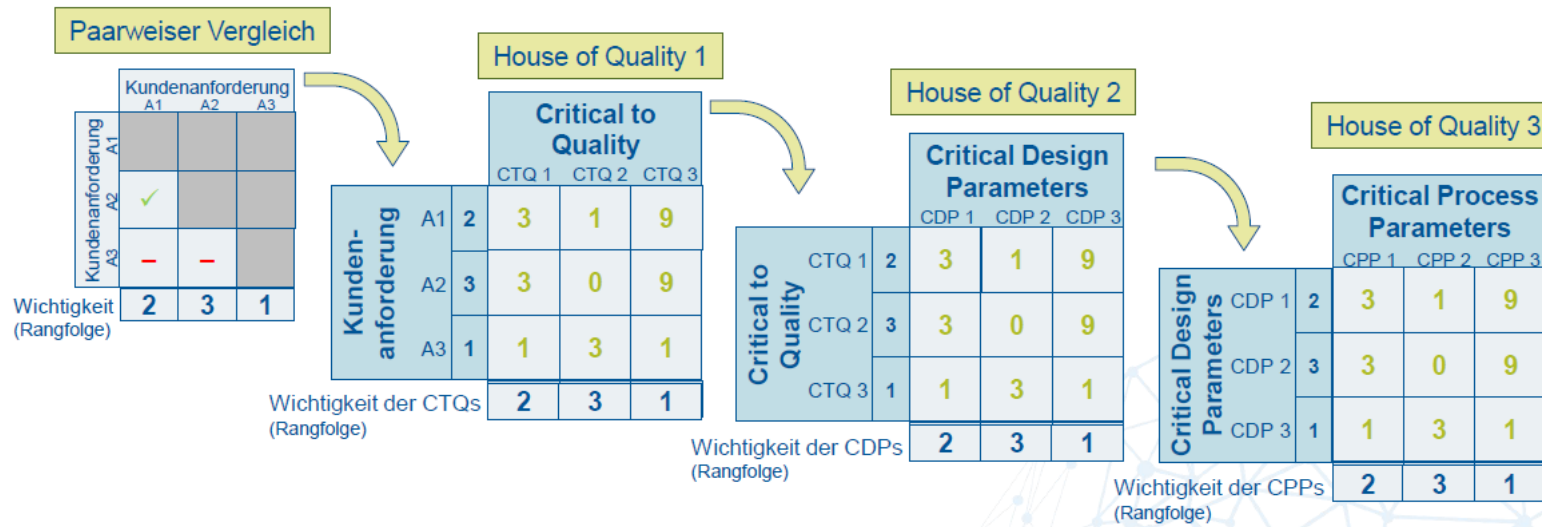 Paarweiser Vergleich
Kundenanforderung
A1 A2 A3
Kundenanforderung
A1
A2 ✓
A3 – –
Wichtigkeit 2 3 1
(Rangfolge)
House of Quality 1
Critical to
Quality
CTQ 1 CTQ 2 CTQ 3
Kunden-
anforderung
A1 2 3 1 9
A2 3 3 0 9
A3 1 1 3 1
Wichtigkeit der CTQs 2 3 1
(Rangfolge)
House of Quality 2
Critical Design
Parameters
CDP 1 CDP 2 CDP 3
Critical to
Quality
CTQ 1 2 3 1 9
CTQ 2 3 3 0 9
CTQ 3 1 1 3 1
Wichtigkeit der CDPs 2 3 1
(Rangfolge)
House of Quality 3
Critical Process
Parameters
CPP 1 CPP 2 CPP 3
Critical Design
Parameters
CDP 1 2 3 1 9
CDP 2 3 3 0 9
CDP 3 1 1 3 1
Wichtigkeit der CPPs 2 3 1
(Rangfolge)